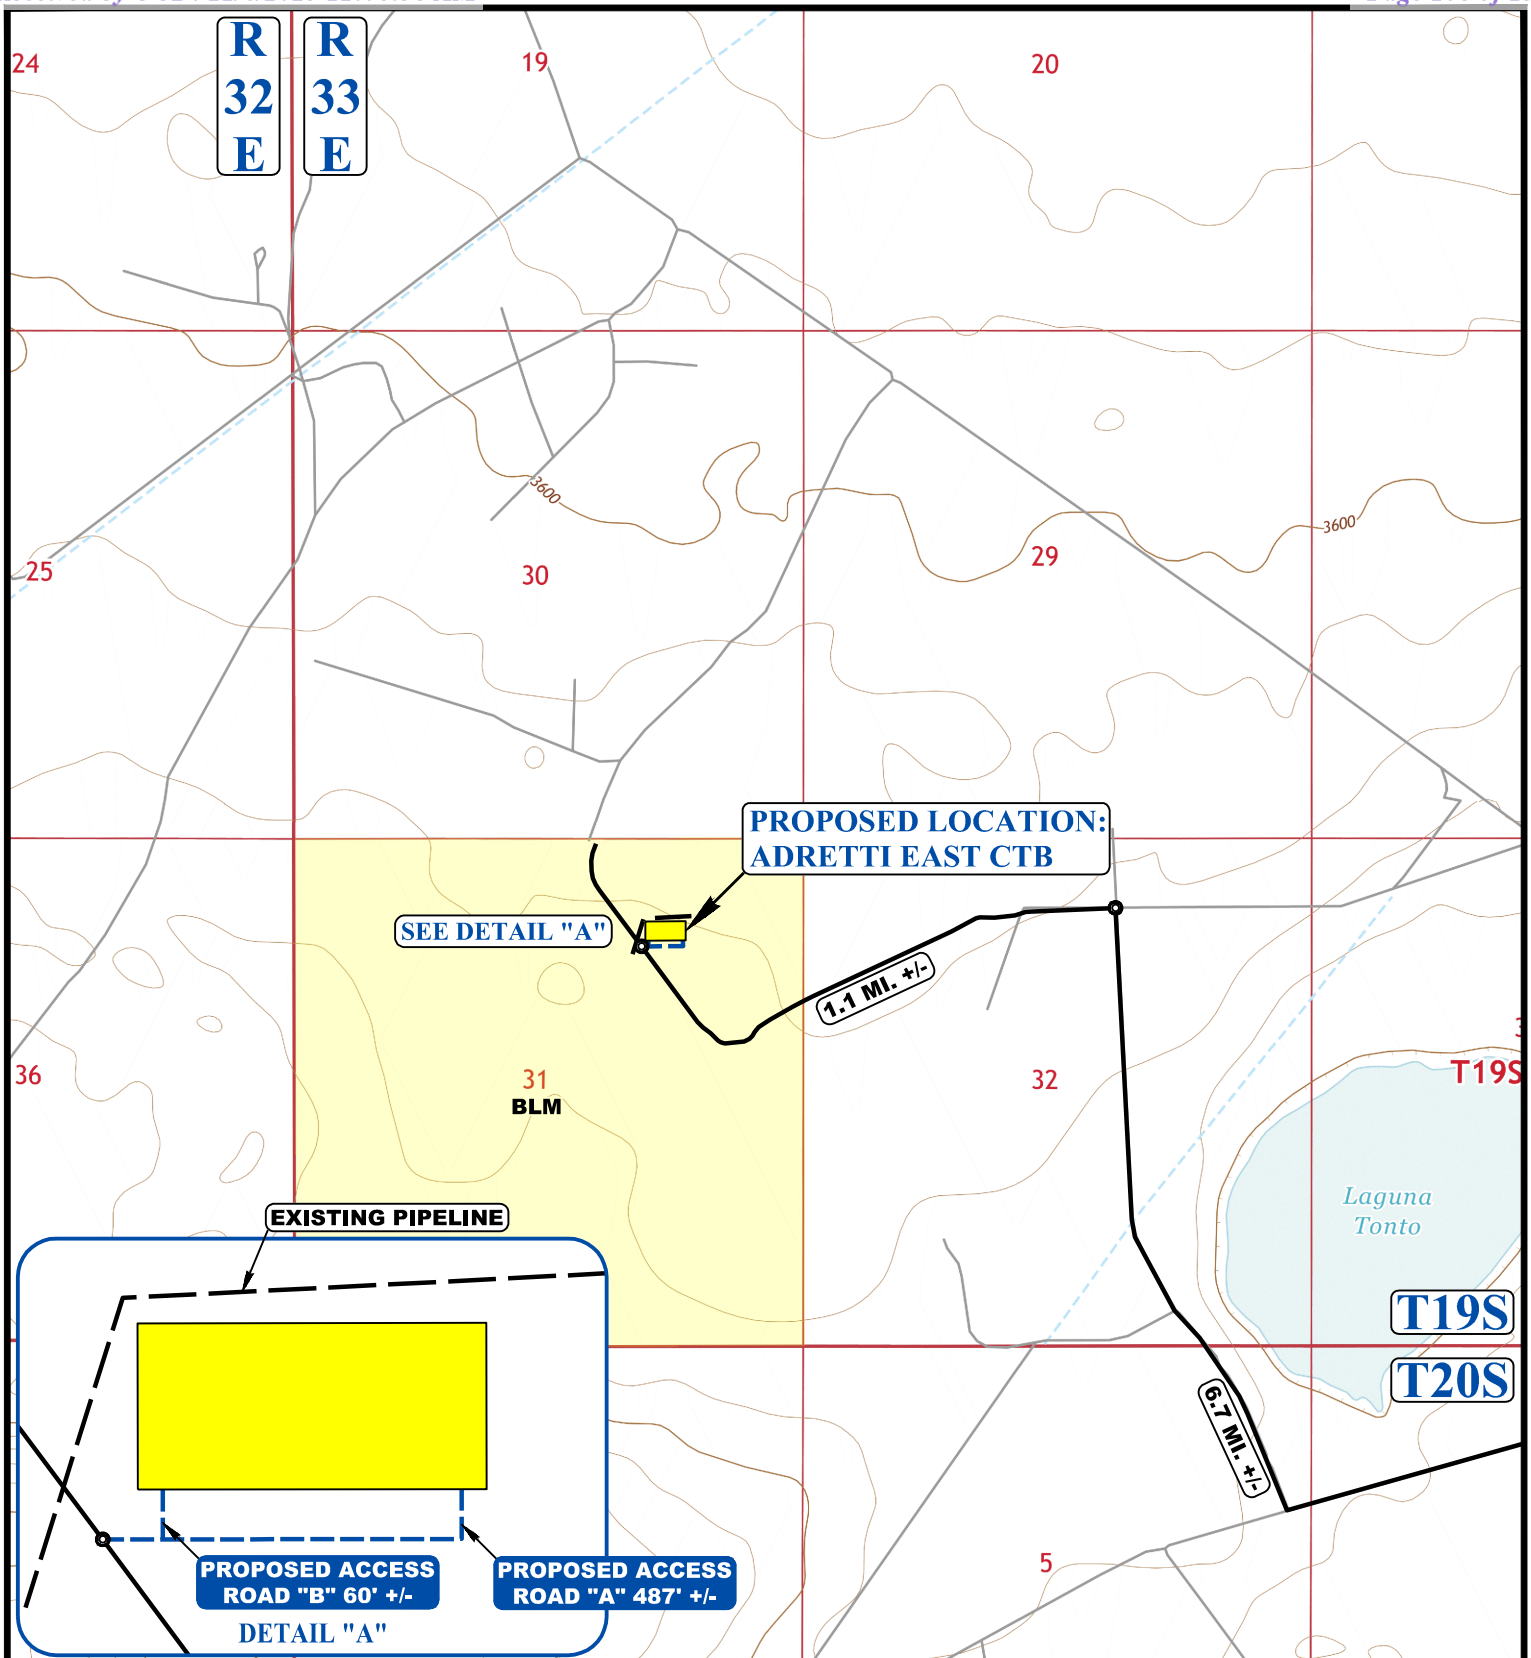 24
R
32
E
R
33
E
19
20
25
30
3600
29
3600
PROPOSED LOCATION:
ADRETTI EAST CTB
SEE DETAIL "A"
1.1 MI. +/-
36
31
BLM
32
T19S
Laguna
Tonto
EXISTING PIPELINE
T19S
T20S
6.7 MI. +/-
5
PROPOSED ACCESS
ROAD "B" 60' +/-
PROPOSED ACCESS
ROAD "A" 487' +/-
DETAIL "A"